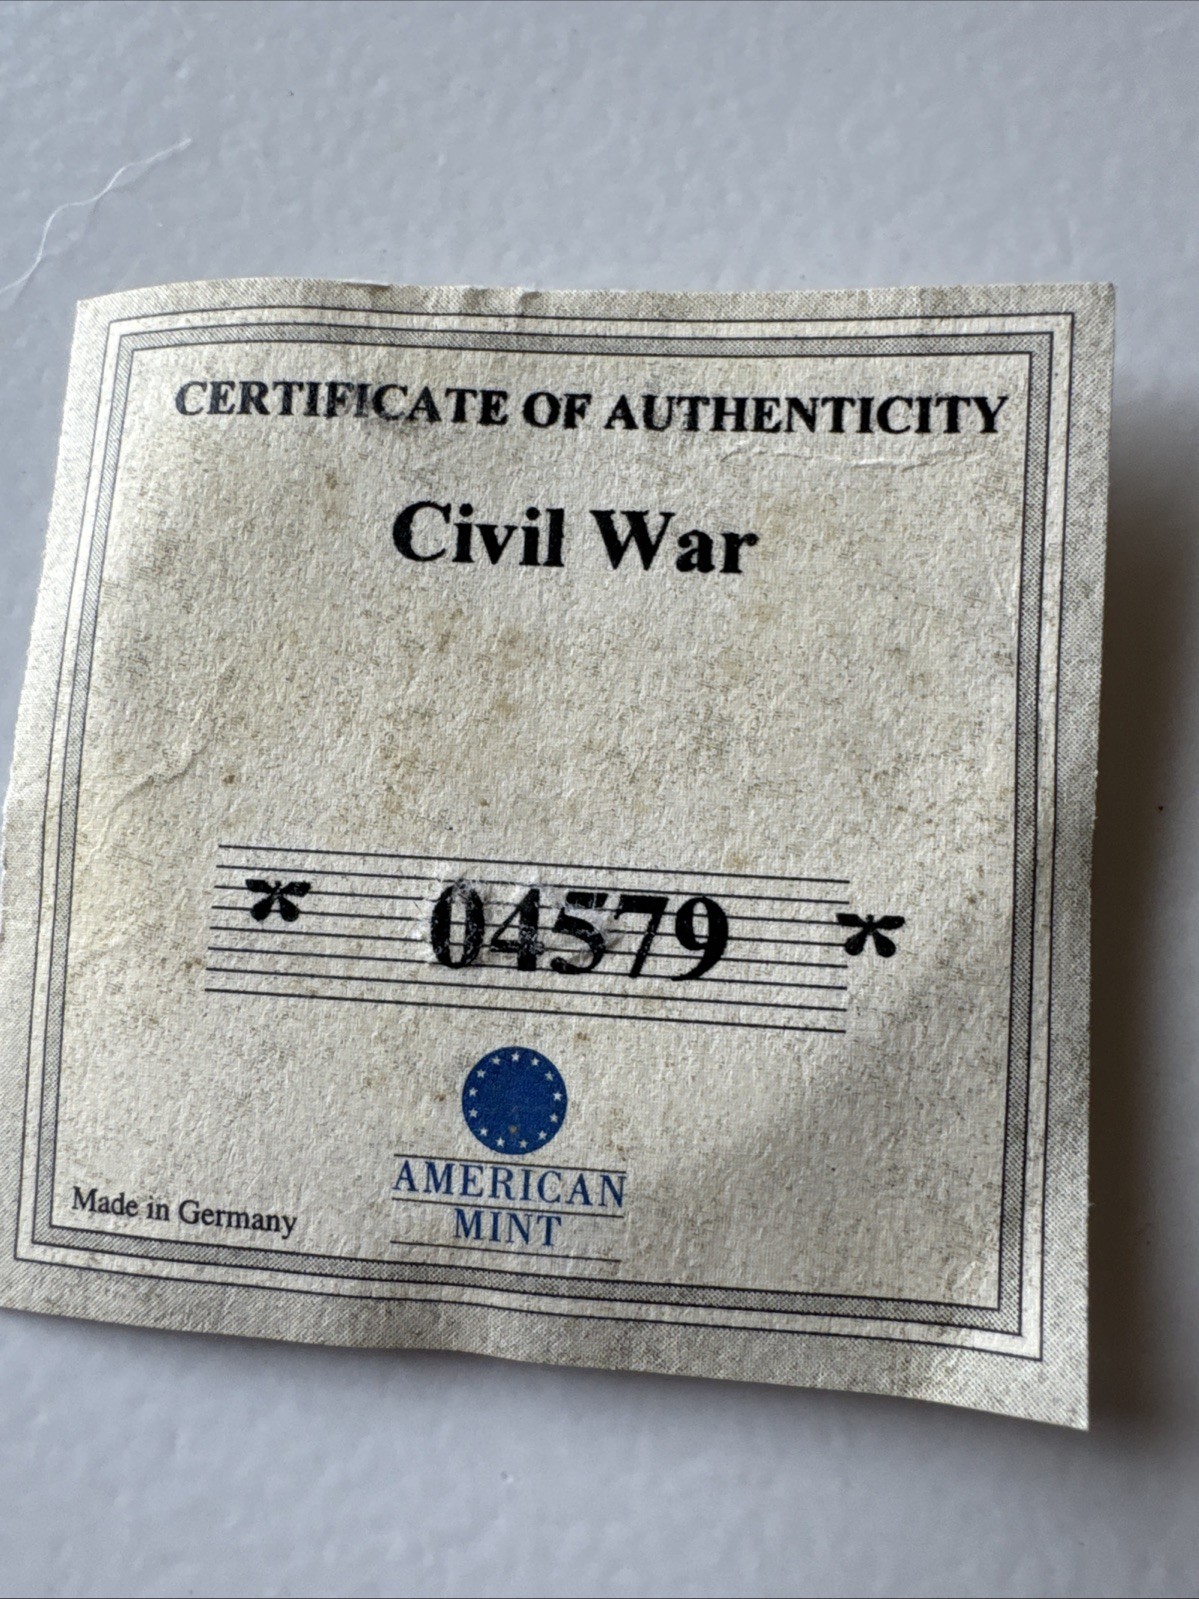 CERTIFICATE OF AUTHENTICITY
Civil War
* 04579 *
AMERICAN
MINT
Made in Germany